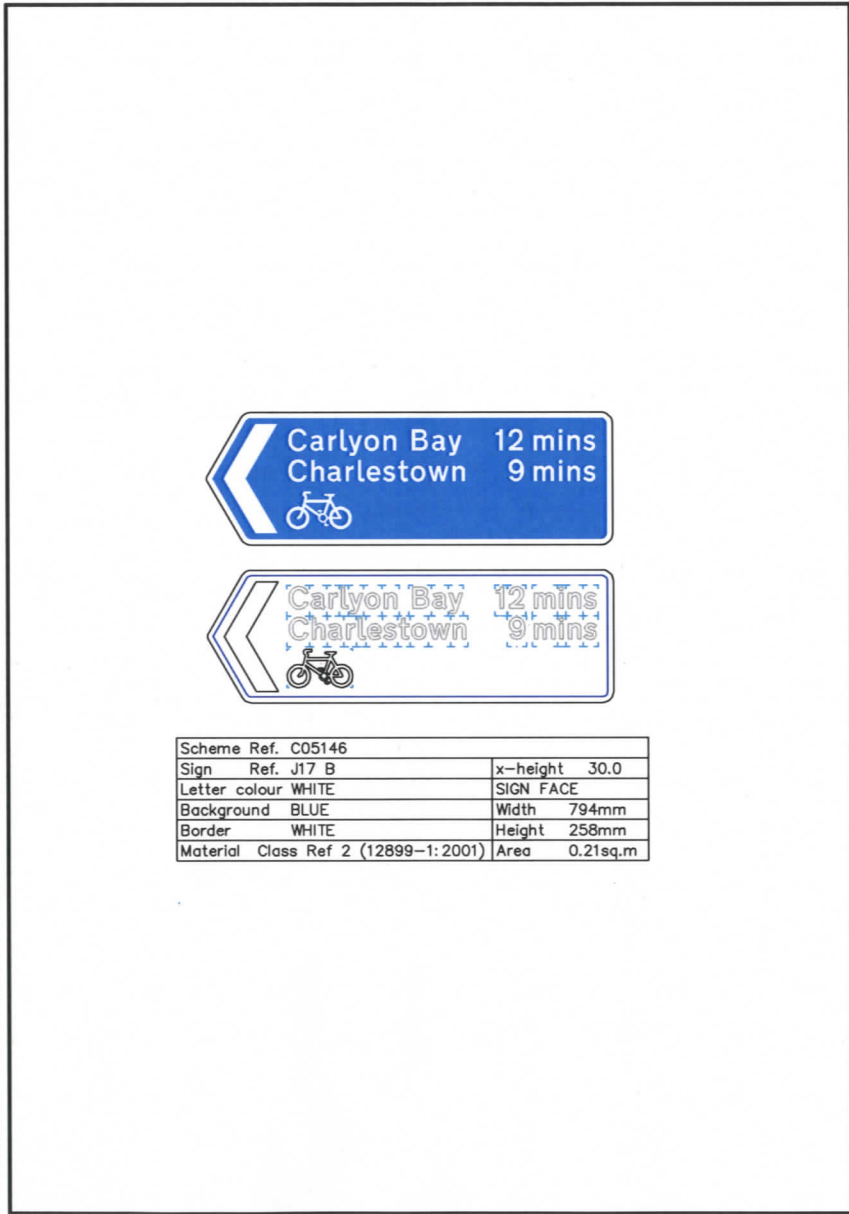 Carlyon Bay 12 mins
Charlestown 9 mins
Carlyon Bay 12 mins
Charlestown 9 mins
Scheme Ref. C05146
Sign Ref. J17 B x-height 30.0
Letter colour WHITE SIGN FACE
Background BLUE Width 794mm
Border WHITE Height 258mm
Material Class Ref 2 (12899-1:2001) Area 0.21sq.m